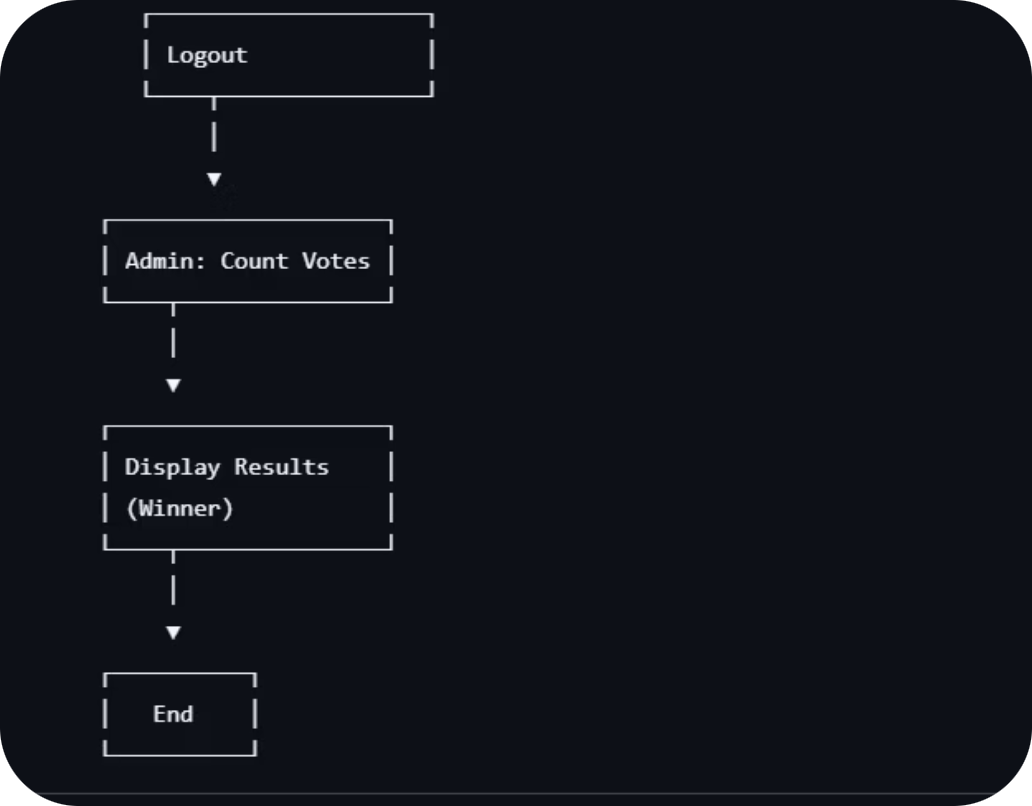 Logout
Admin: Count Votes
Display Results
(Winner)
End